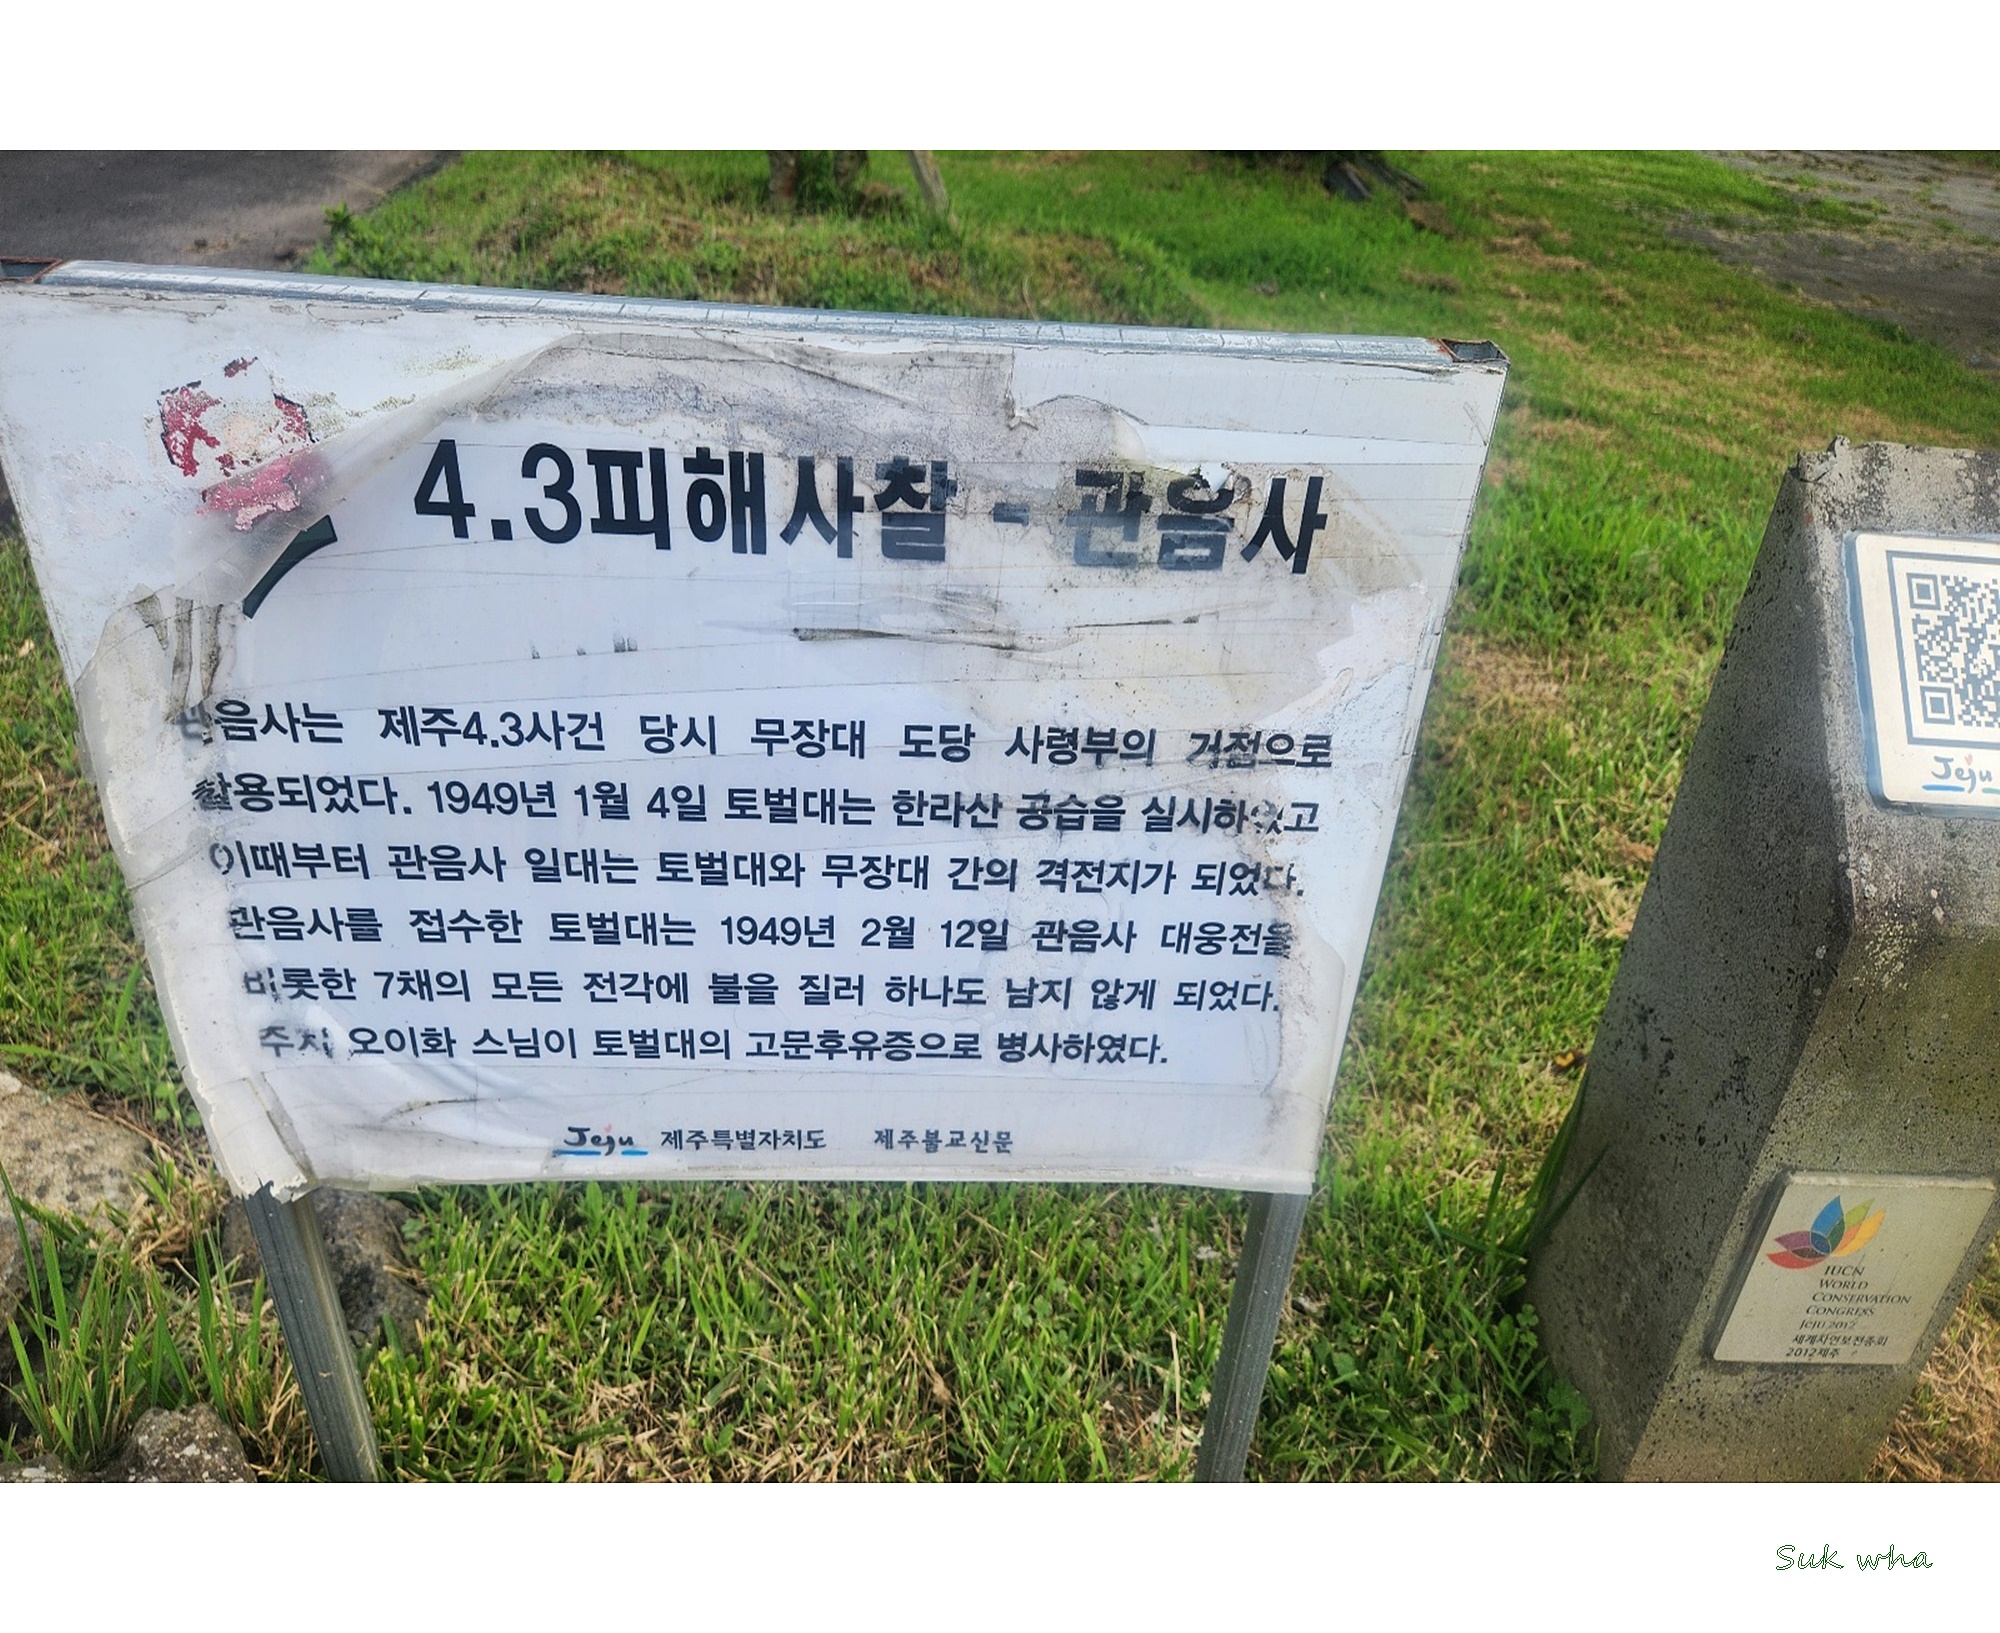 4.3피해사찰 - 관음사
관음사는 제주4.3사건 당시 무장대 도당 사령부의 거점으로
활용되었다. 1949년 1월 4일 토벌대는 한라산 공습을 실시하였고
이때부터 관음사 일대는 토벌대와 무장대 간의 격전지가 되었다.
관음사를 접수한 토벌대는 1949년 2월 12일 관음사 대웅전을
비롯한 7채의 모든 전각에 불을 질러 하나도 남지 않게 되었다.
주지 오이화 스님이 토벌대의 고문후유증으로 병사하였다.
Jeju 제주특별자치도 제주불교신문
Jeju
IUCN
WORLD
CONSERVATION
CONGRESS
JEJU 2012
세계자연보전총회
2012제주
Suk wha